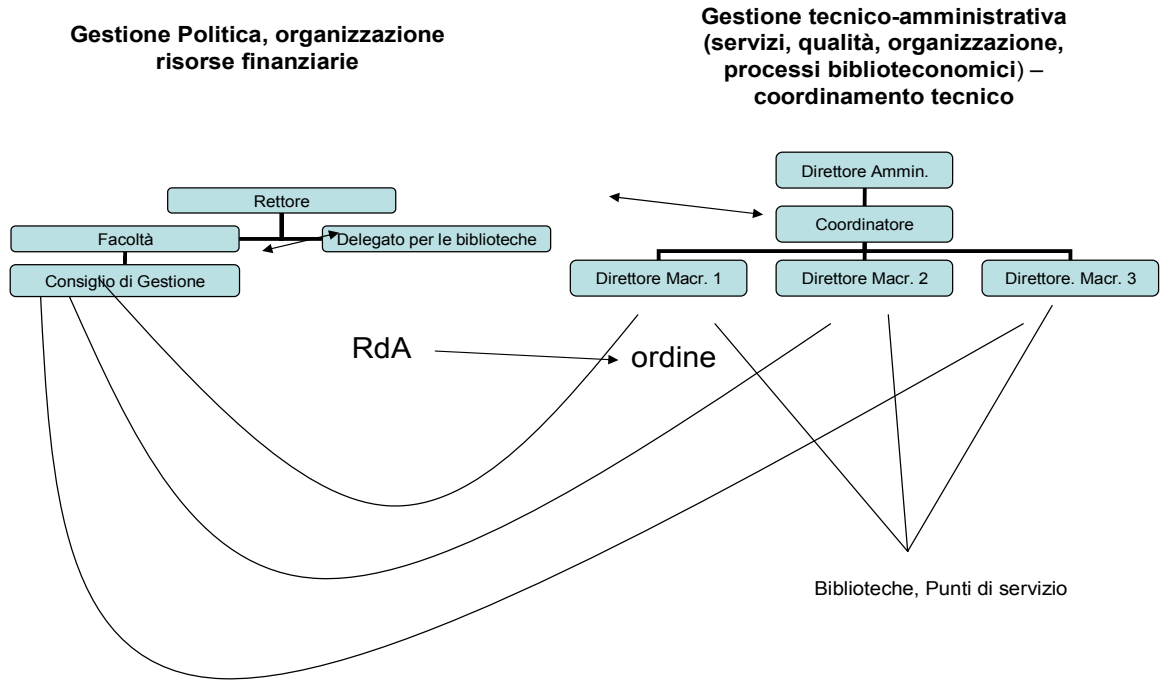 Gestione Politica, organizzazione
risorse finanziarie
Gestione tecnico-amministrativa
(servizi, qualità, organizzazione,
processi biblioteconomici) –
coordinamento tecnico
Rettore
Facoltà
Delegato per le biblioteche
Consiglio di Gestione
Direttore Ammin.
Coordinatore
Direttore Macr. 1
Direttore Macr. 2
Direttore. Macr. 3
RdA
ordine
Biblioteche, Punti di servizio